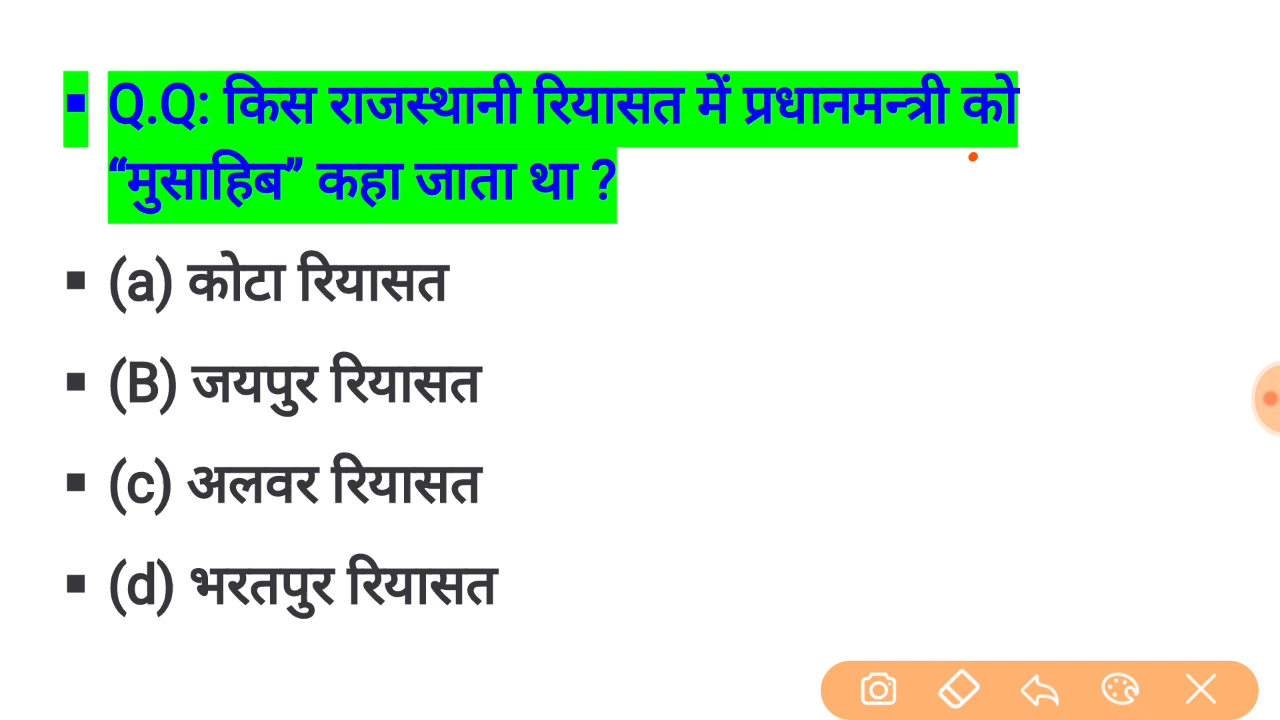 ▪ Q.Q: किस राजस्थानी रियासत में प्रधानमन्त्री को
“मुसाहिब” कहा जाता था ?
▪ (a) कोटा रियासत
▪ (B) जयपुर रियासत
▪ (c) अलवर रियासत
▪ (d) भरतपुर रियासत